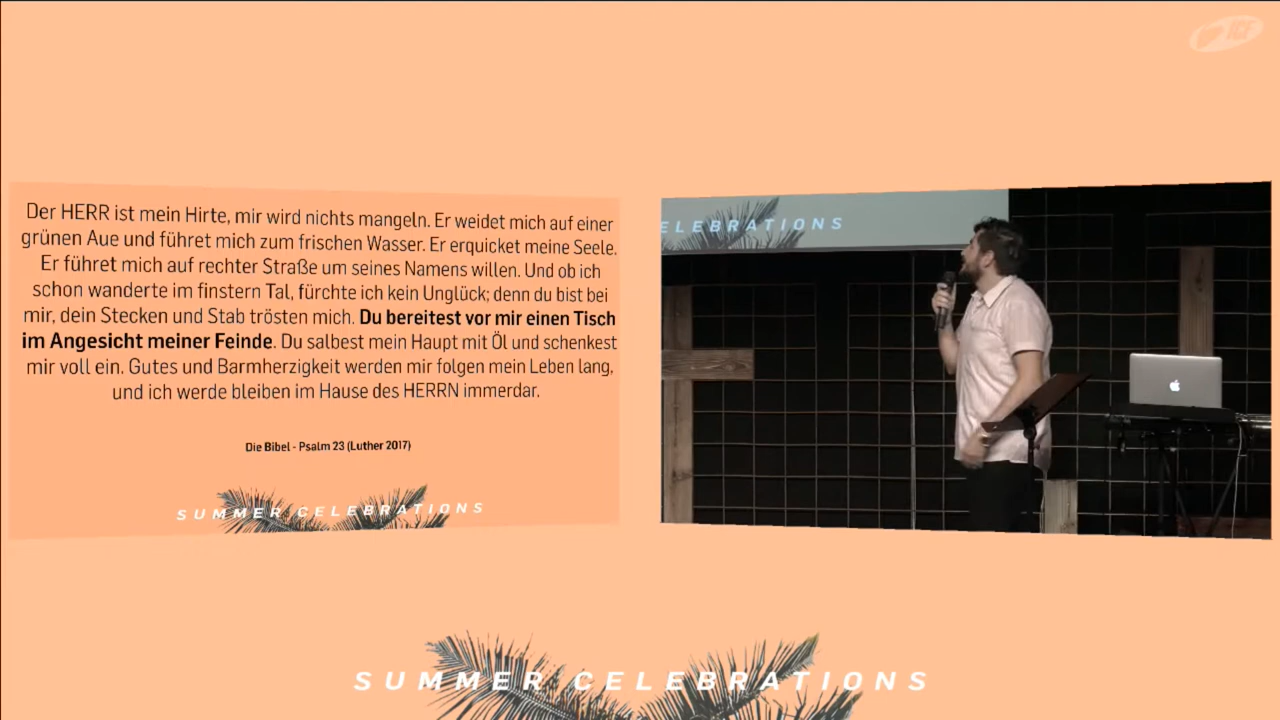 ICF
Der HERR ist mein Hirte, mir wird nichts mangeln. Er weidet mich auf einer
grünen Aue und führet mich zum frischen Wasser. Er erquicket meine Seele.
Er führet mich auf rechter Straße um seines Namens willen. Und ob ich
schon wanderte im finstern Tal, fürchte ich kein Unglück; denn du bist bei
mir, dein Stecken und Stab trösten mich. Du bereitest vor mir einen Tisch
im Angesicht meiner Feinde. Du salbest mein Haupt mit Öl und schenkest
mir voll ein. Gutes und Barmherzigkeit werden mir folgen mein Leben lang,
und ich werde bleiben im Hause des HERRN immerdar.
Die Bibel - Psalm 23 (Luther 2017)
SUMMER CELEBRATIONS
ELEBRATIONS
SUMMER CELEBRATIONS